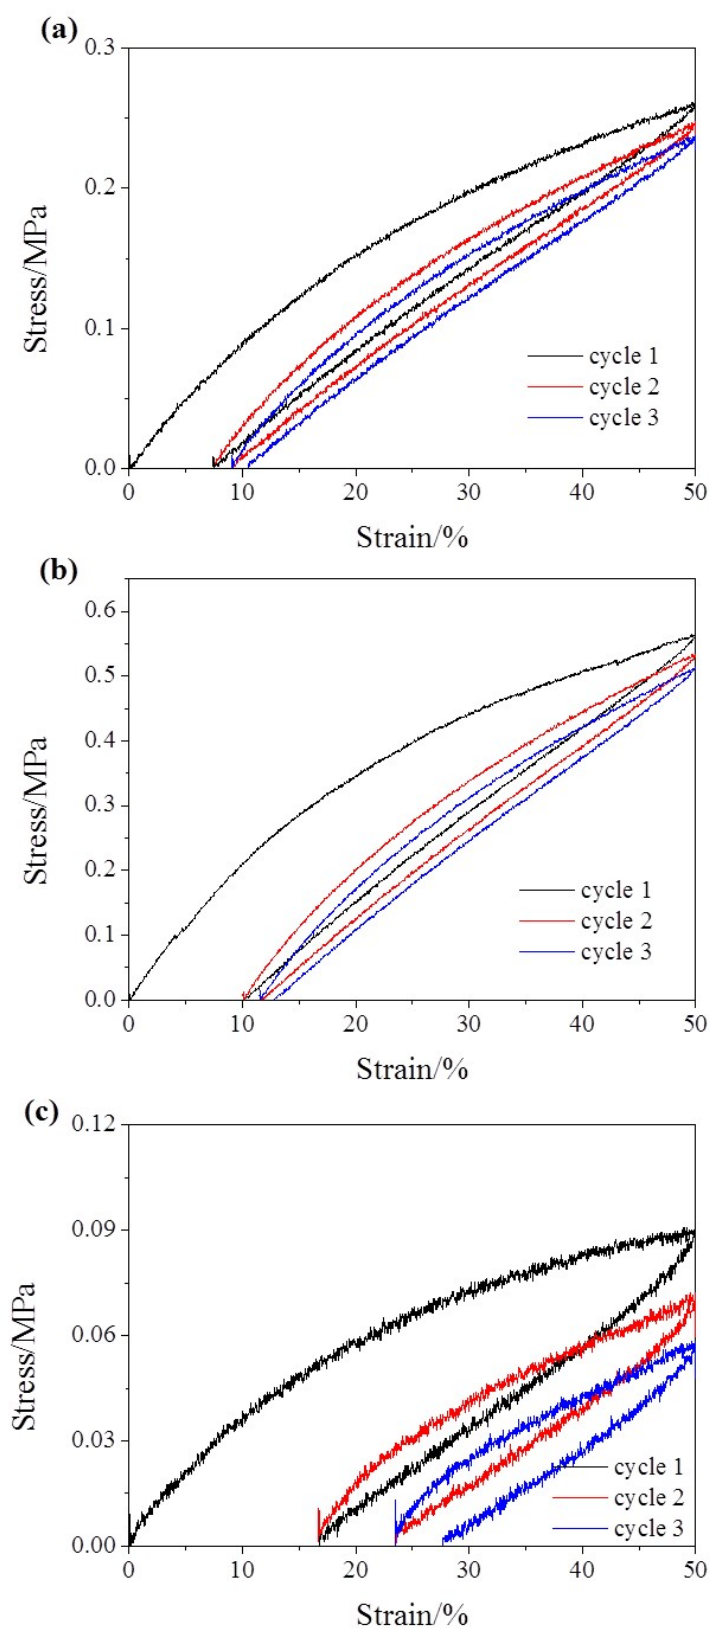 (a)
0.3
0.2
0.1
0.0
Stress/MPa
cycle 1
cycle 2
cycle 3
0 10 20 30 40 50
Strain/%
(b)
0.6
0.5
0.4
0.3
0.2
0.1
0.0
Stress/MPa
cycle 1
cycle 2
cycle 3
0 10 20 30 40 50
Strain/%
(c)
0.12
0.09
0.06
0.03
0.00
Stress/MPa
cycle 1
cycle 2
cycle 3
0 10 20 30 40 50
Strain/%